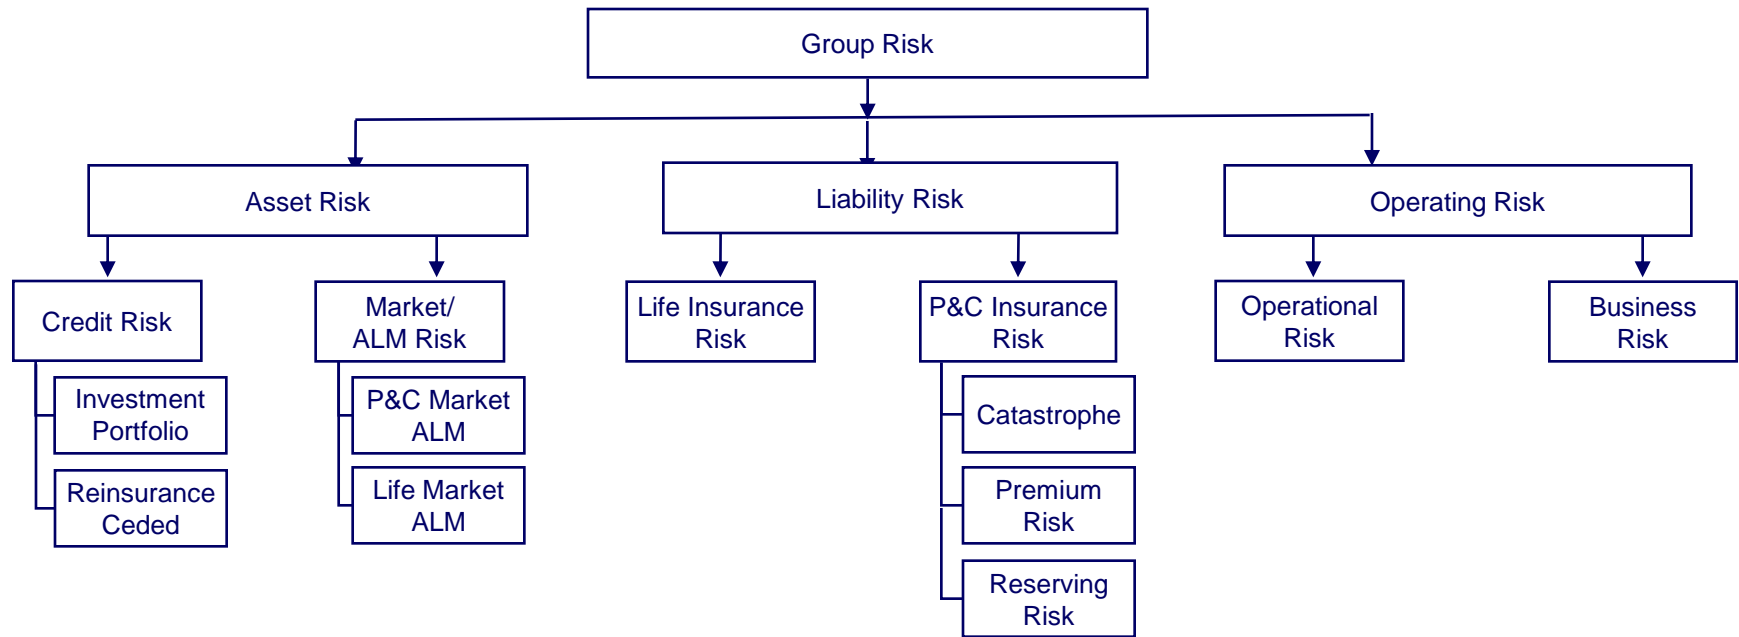 Group Risk
Asset Risk
Liability Risk
Operating Risk
Credit Risk
Market/
ALM Risk
Life Insurance
Risk
P&C Insurance
Risk
Operational
Risk
Business
Risk
Investment
Portfolio
P&C Market
ALM
Catastrophe
Reinsurance
Ceded
Life Market
ALM
Premium
Risk
Reserving
Risk